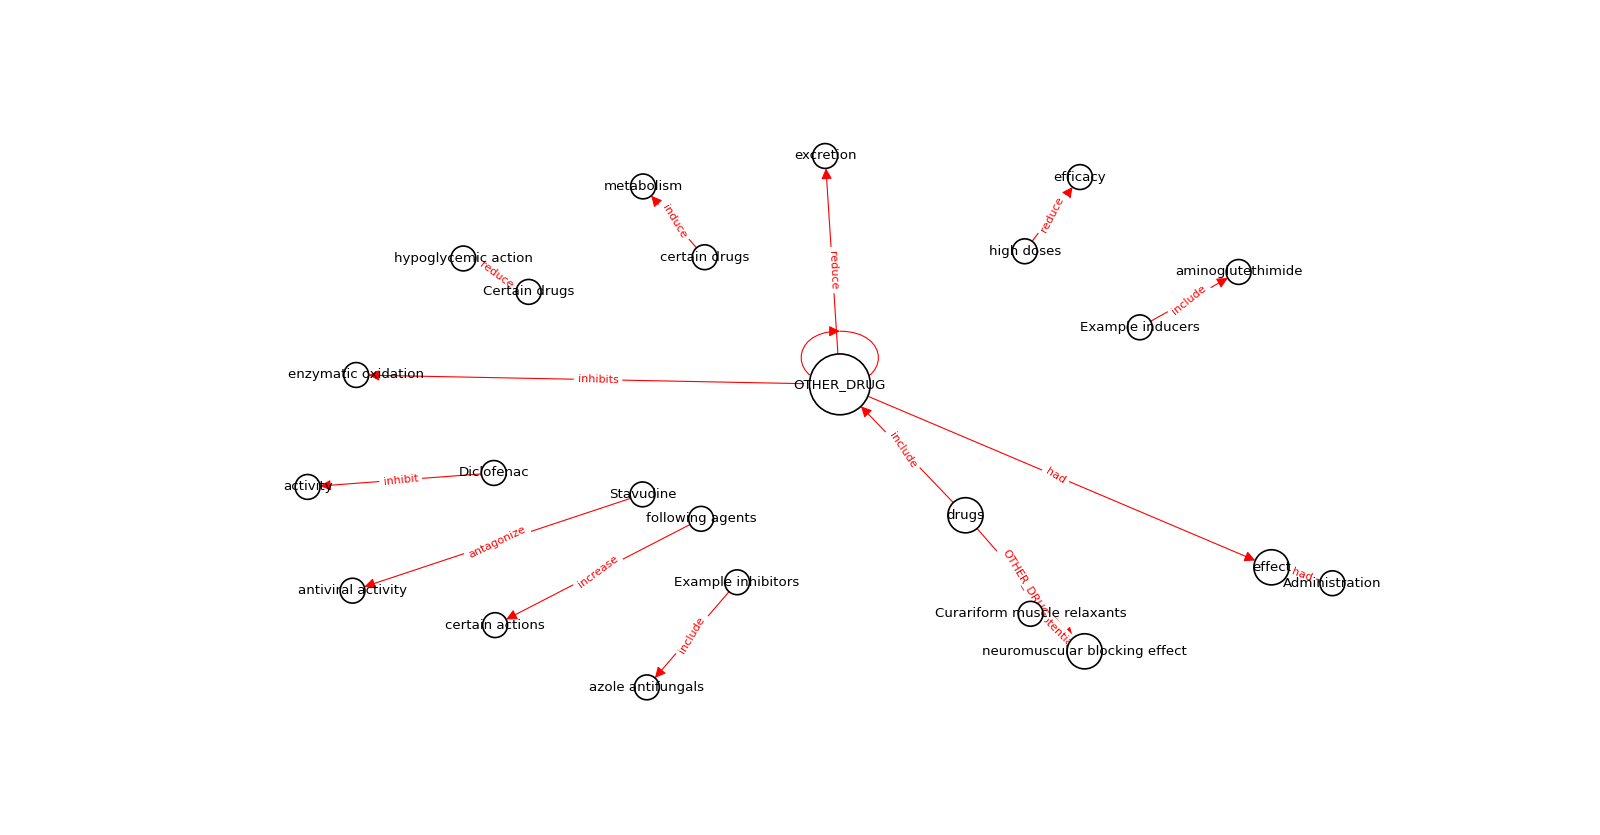 excretion
metabolism
efficacy
induce
reduce
high doses
certain drugs
hypoglycemic action
reduce
reduce
aminoglutethimide
Certain drugs
include
Example inducers
enzymatic oxidation
inhibits
OTHER_DRUG
include
Diclofenac
had
activity
inhibit
Stavudine
following agents
drugs
antagonize
increase
effect
had
Administration
antiviral activity
Example inhibitors
Curariform muscle relaxants
certain actions
include
neuromuscular blocking effect
azole antifungals